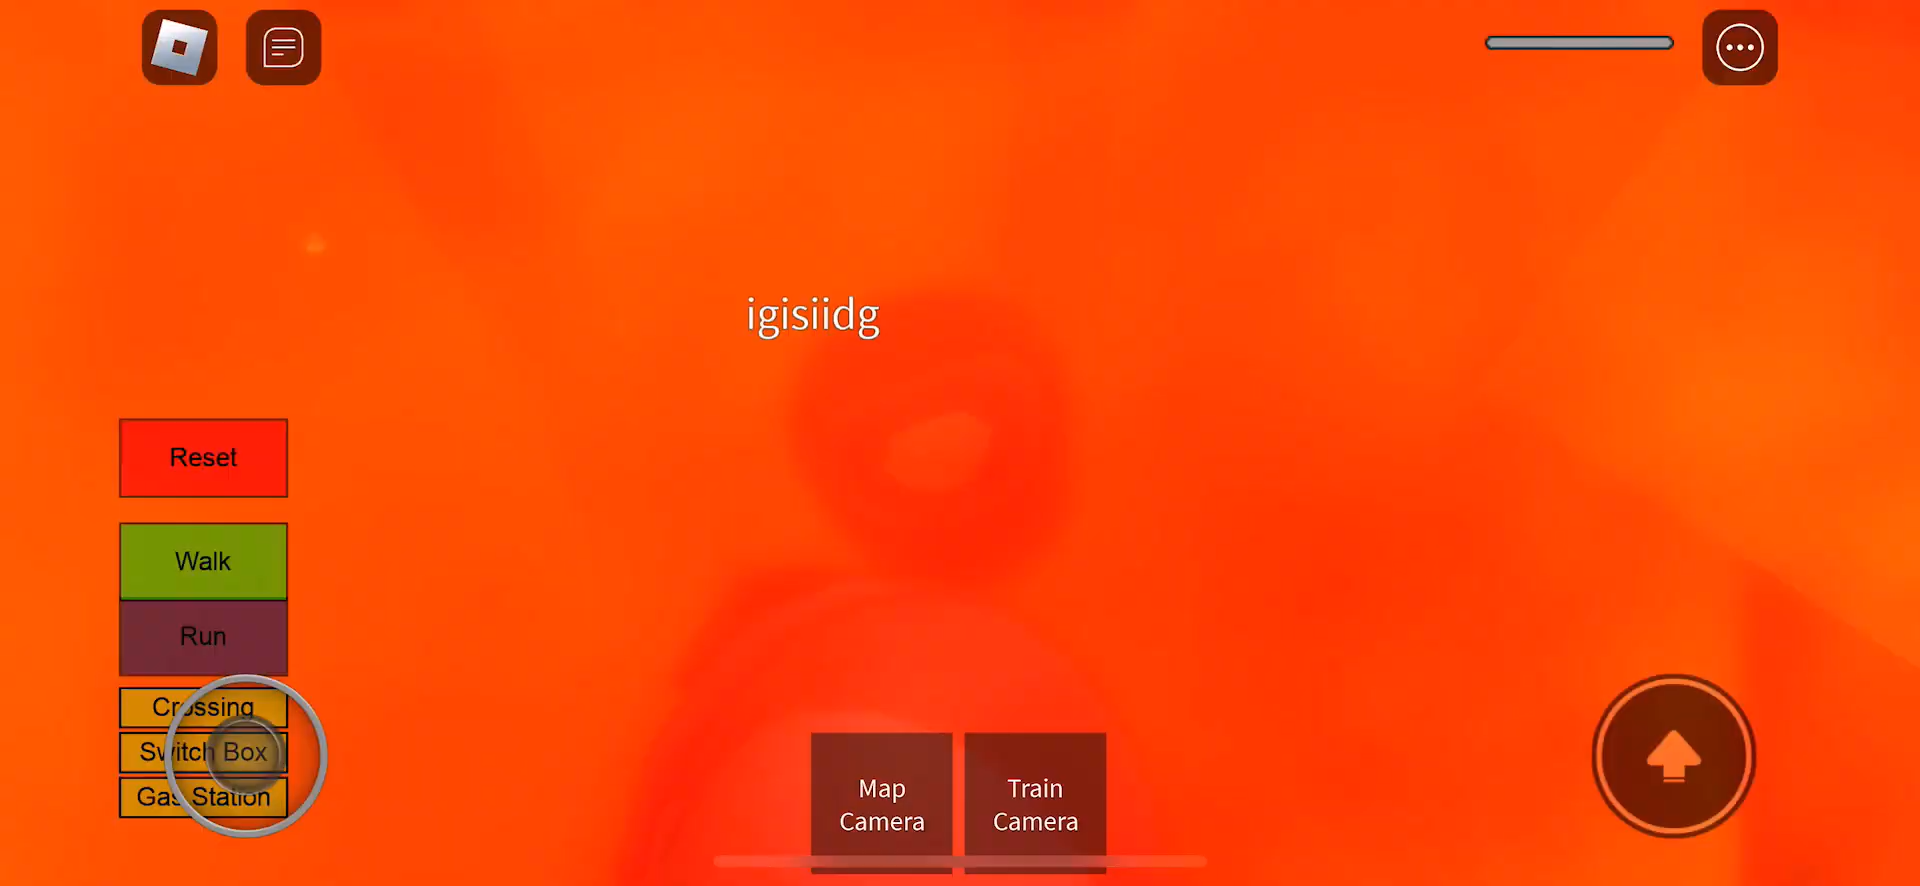 igisiidg
Reset
Walk
Run
Crossing
Switch Box
Gas Station
Map
Camera
Train
Camera